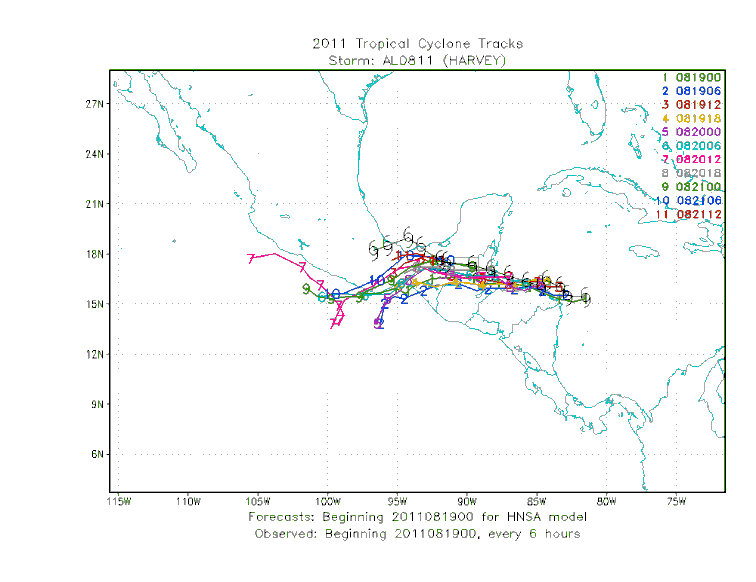 2011 Tropical Cyclone Tracks
Storm: AL0811 (HARVEY)
1 081900
2 081906
3 081912
4 081918
5 082000
6 082006
7 082012
8 082018
9 082100
10 082106
11 082112
27N
24N
21N
18N
15N
12N
9N
6N
115W 110W 105W 100W 95W 90W 85W 80W 75W
Forecasts: Beginning 2011081900 for HNSA model
Observed: Beginning 2011081900, every 6 hours